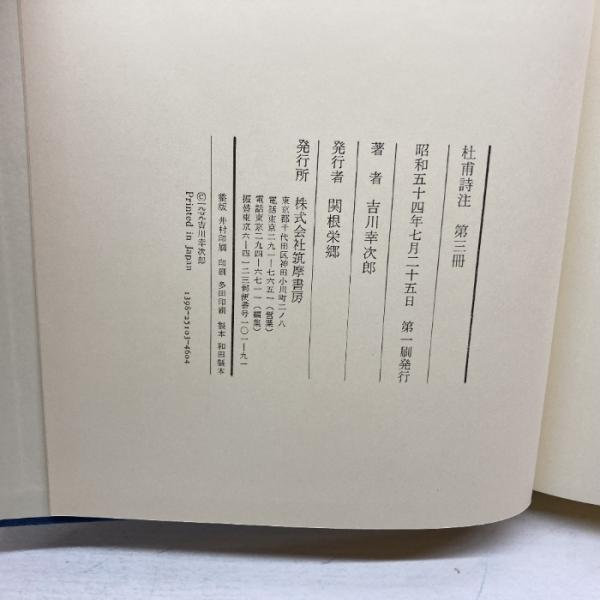 杜甫詩注　第三冊
昭和五十四年七月二十五日　第一刷発行
著　者　吉川幸次郎
発行者　関根栄郷
発行所　株式会社筑摩書房
東京都千代田区神田小川町二ノ八
電話東京二九一―七六五一（営業）
電話東京二九四―六七一一（編集）
振替東京六―四一二三郵便番号一〇一―九一
整版　井村印刷　印刷　多田印刷　製本　和田製本
©一九七九吉川幸次郎
Printed in Japan　1398-25103-4604